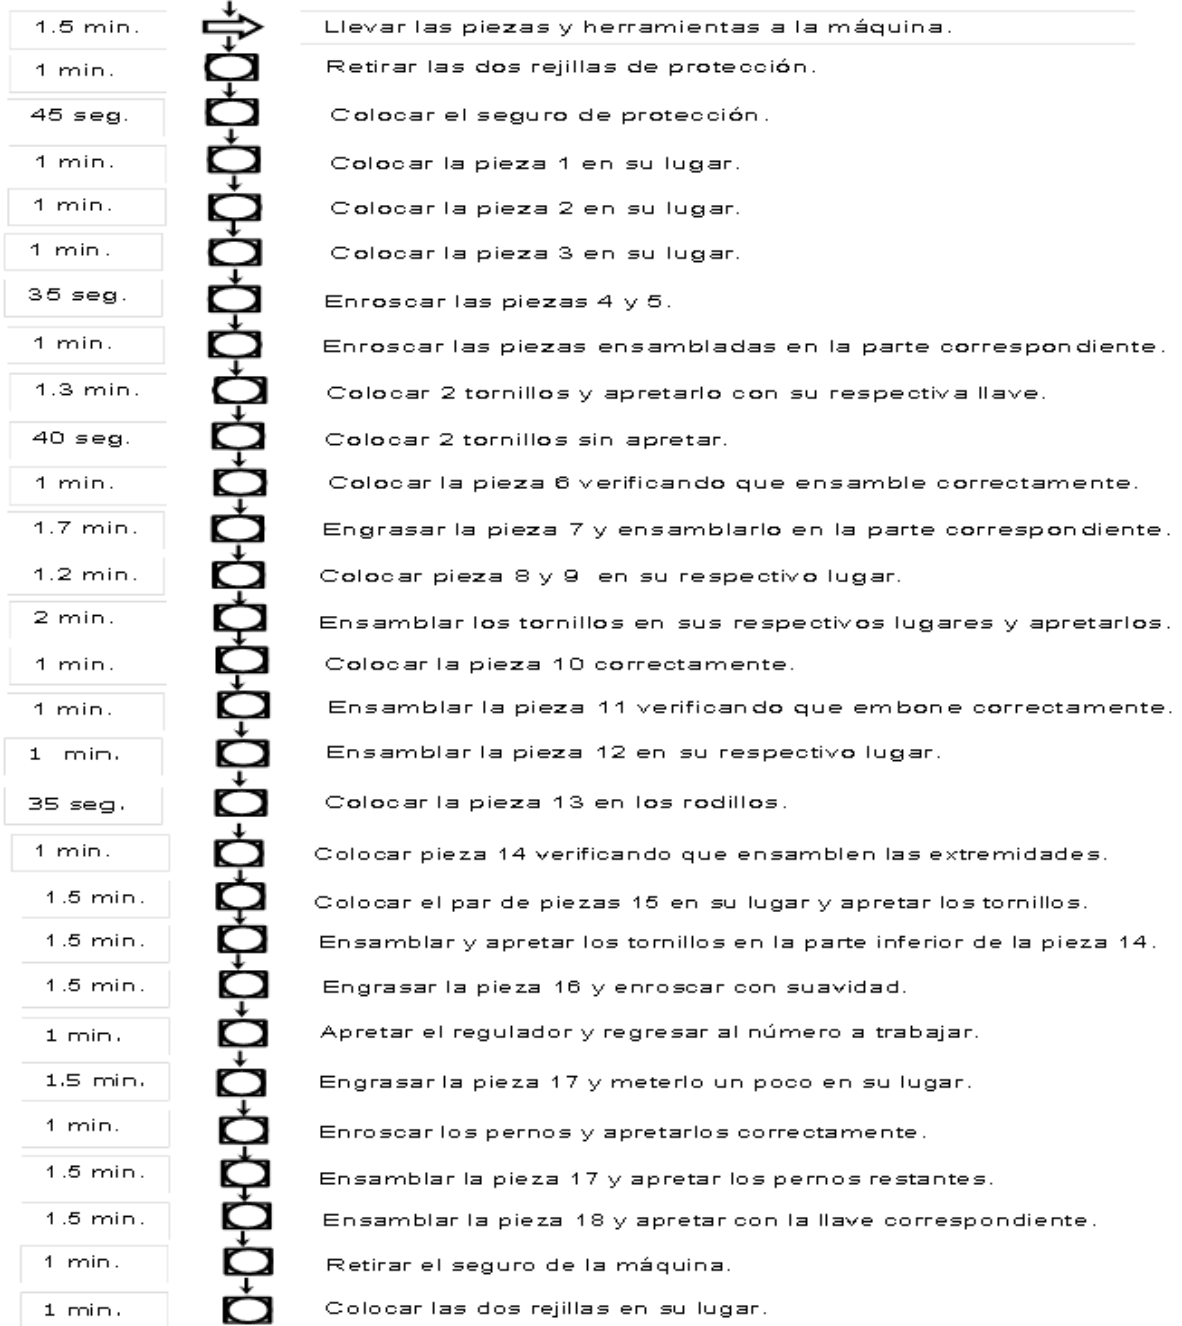 1.5 min. Llevar las piezas y herramientas a la máquina.
1 min. Retirar las dos rejillas de protección.
45 seg. Colocar el seguro de protección.
1 min. Colocar la pieza 1 en su lugar.
1 min. Colocar la pieza 2 en su lugar.
1 min. Colocar la pieza 3 en su lugar.
35 seg. Enroscar las piezas 4 y 5.
1 min. Enroscar las piezas ensambladas en la parte correspondiente.
1.3 min. Colocar 2 tornillos y apretarlo con su respectiva llave.
40 seg. Colocar 2 tornillos sin apretar.
1 min. Colocar la pieza 6 verificando que ensamble correctamente.
1.7 min. Engrasar la pieza 7 y ensamblarlo en la parte correspondiente.
1.2 min. Colocar pieza 8 y 9 en su respectivo lugar.
2 min. Ensamblar los tornillos en sus respectivos lugares y apretarlos.
1 min. Colocar la pieza 10 correctamente.
1 min. Ensamblar la pieza 11 verificando que embone correctamente.
1 min. Ensamblar la pieza 12 en su respectivo lugar.
35 seg. Colocar la pieza 13 en los rodillos.
1 min. Colocar pieza 14 verificando que ensamblen las extremidades.
1.5 min. Colocar el par de piezas 15 en su lugar y apretar los tornillos.
1.5 min. Ensamblar y apretar los tornillos en la parte inferior de la pieza 14.
1.5 min. Engrasar la pieza 16 y enroscar con suavidad.
1 min. Apretar el regulador y regresar al número a trabajar.
1.5 min. Engrasar la pieza 17 y meterlo un poco en su lugar.
1 min. Enroscar los pernos y apretarlos correctamente.
1.5 min. Ensamblar la pieza 17 y apretar los pernos restantes.
1.5 min. Ensamblar la pieza 18 y apretar con la llave correspondiente.
1 min. Retirar el seguro de la máquina.
1 min. Colocar las dos rejillas en su lugar.